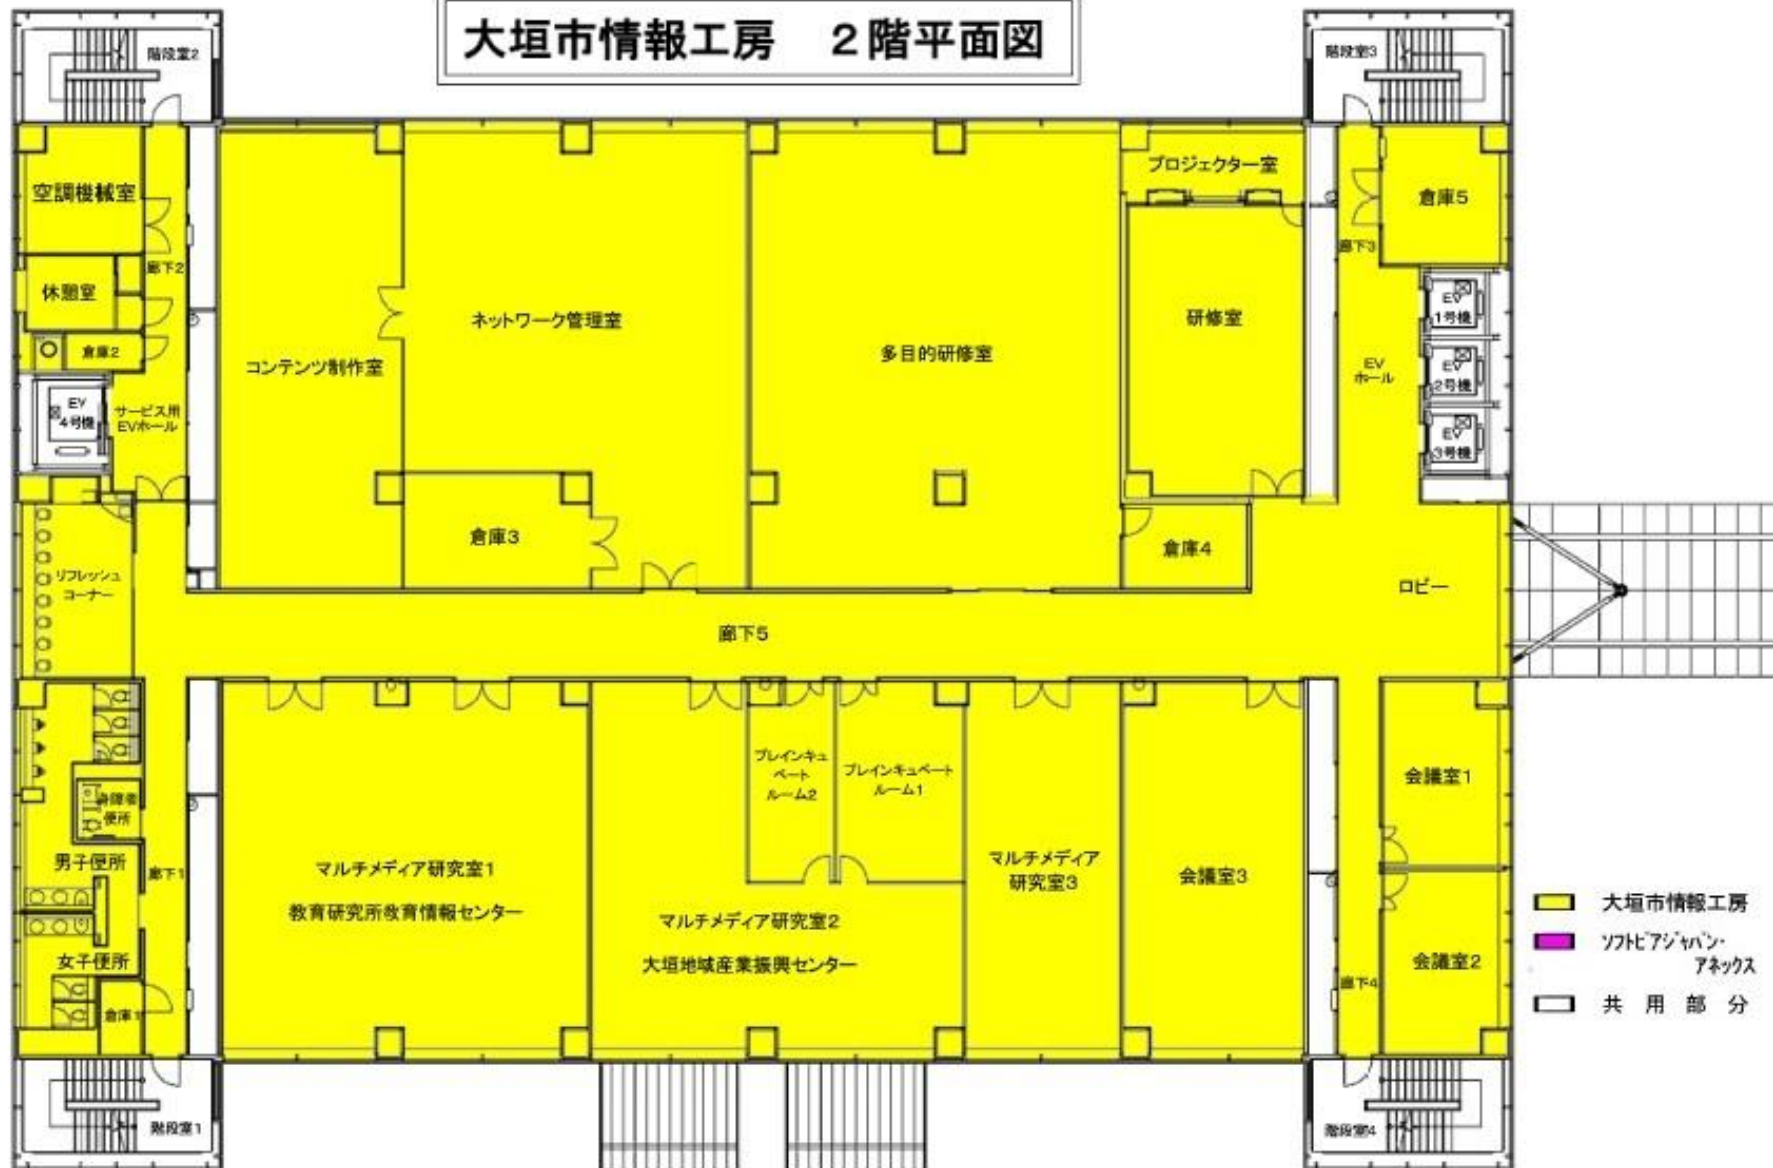 大垣市情報工房 2階平面図
階段室2
階段室3
空調機械室
プロジェクター室
倉庫5
廊下3
廊下2
休憩室
EV
1号機
ネットワーク管理室
研修室
倉庫2
コンテンツ制作室
多目的研修室
EV
ホール
EV
2号機
EV
4号機
サービス用
EVホール
EV
3号機
倉庫3
倉庫4
リフレッシュ
コーナー
ロビー
廊下5
ブレインキュ
ベート
ルーム2
ブレインキュベート
ルーム1
会議室1
身障者
便所
男子便所
廊下1
マルチメディア研究室1
教育研究所教育情報センター
マルチメディア
研究室3
会議室3
マルチメディア研究室2
大垣地域産業振興センター
女子便所
会議室2
廊下4
倉庫1
大垣市情報工房
ソフトピアジャパン・
アネックス
共用部分
階段室1
階段室4